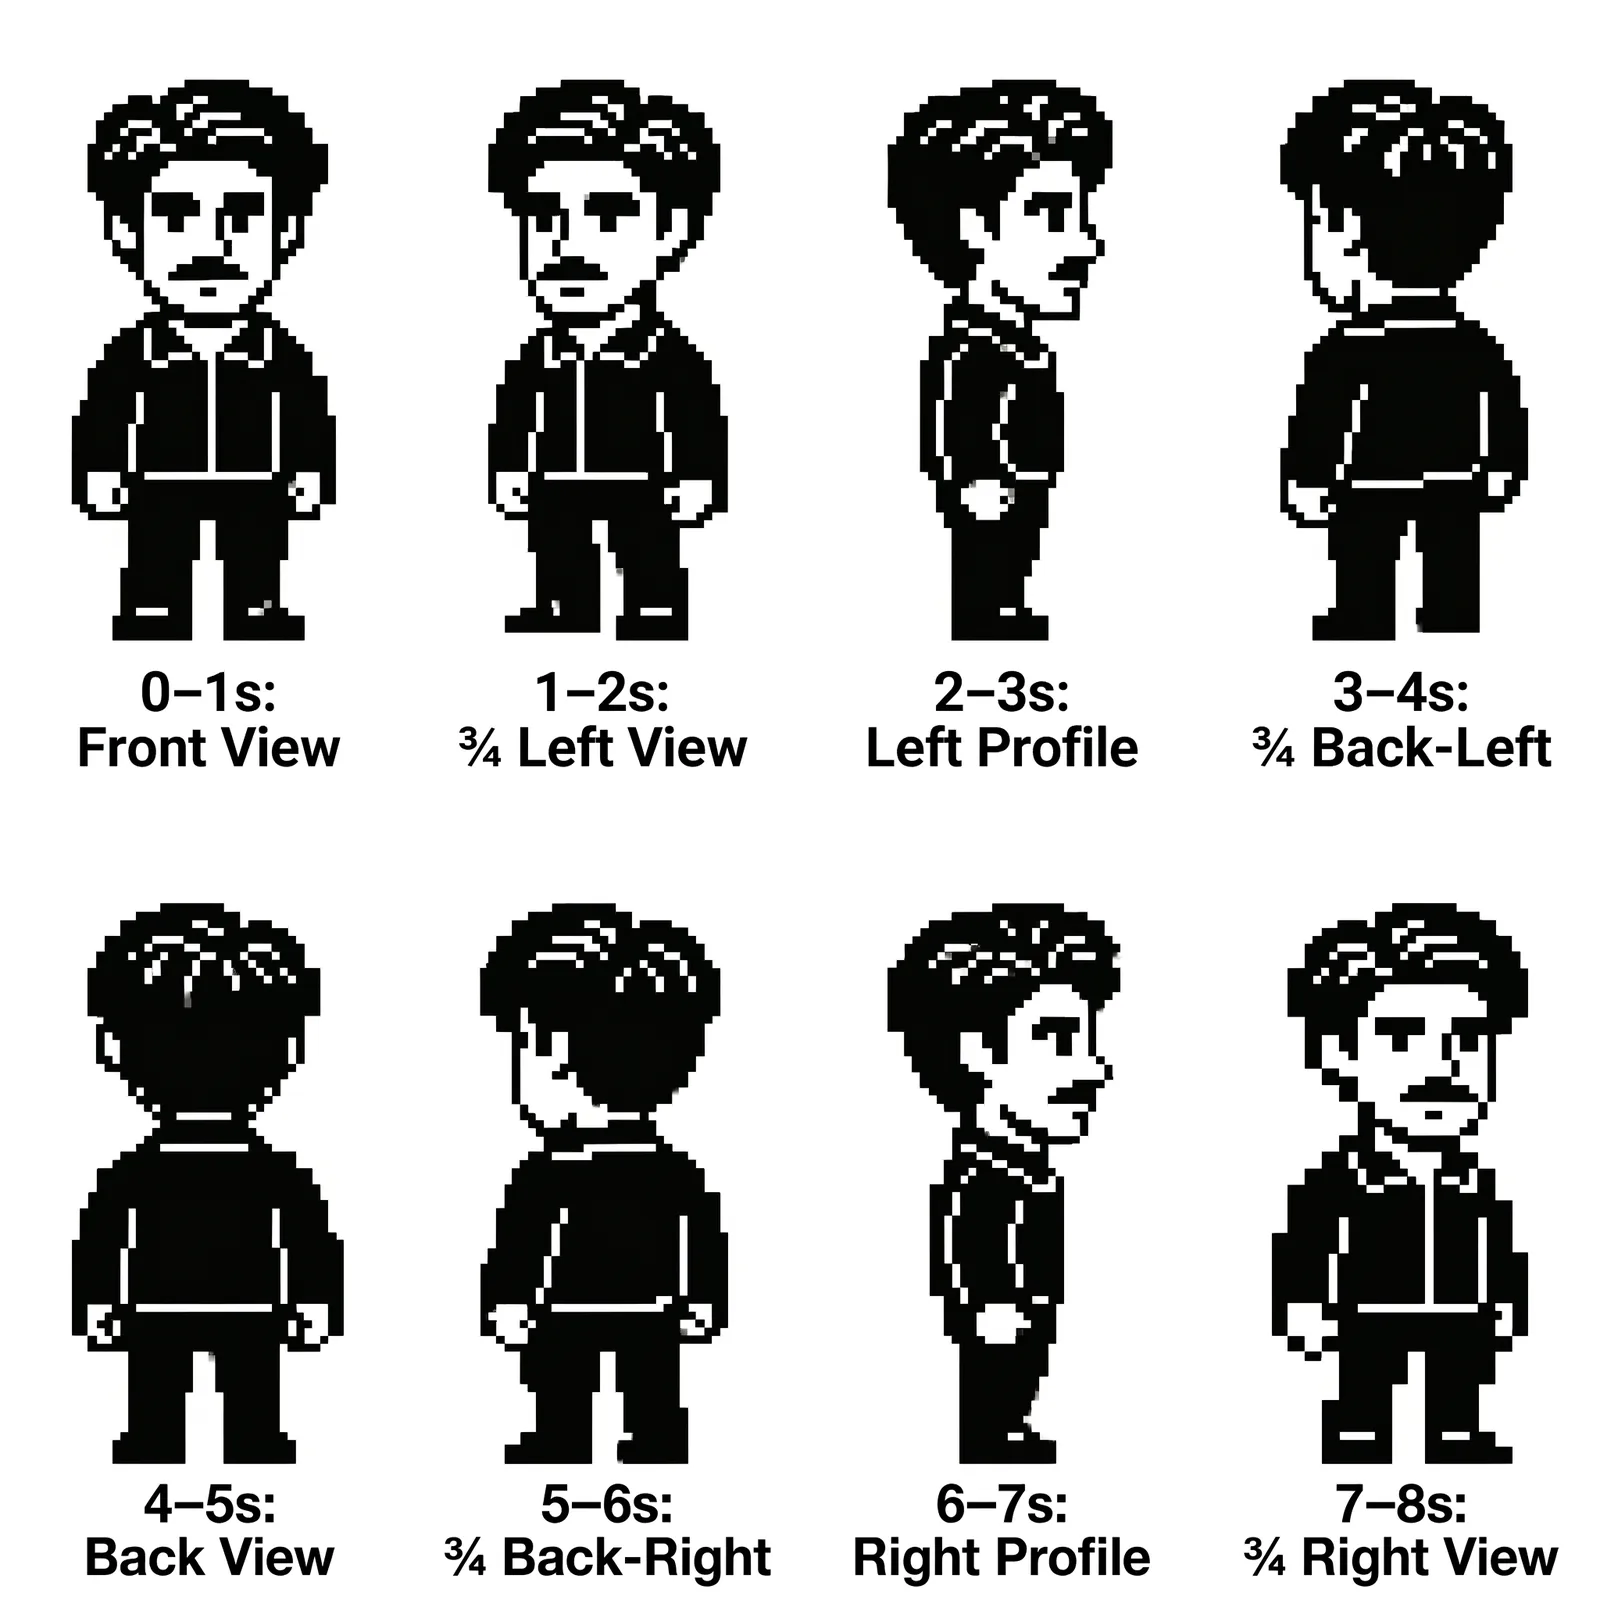 0–1s:
Front View
1–2s:
¾ Left View
2–3s:
Left Profile
3–4s:
¾ Back-Left
4–5s:
Back View
5–6s:
¾ Back-Right
6–7s:
Right Profile
7–8s:
¾ Right View